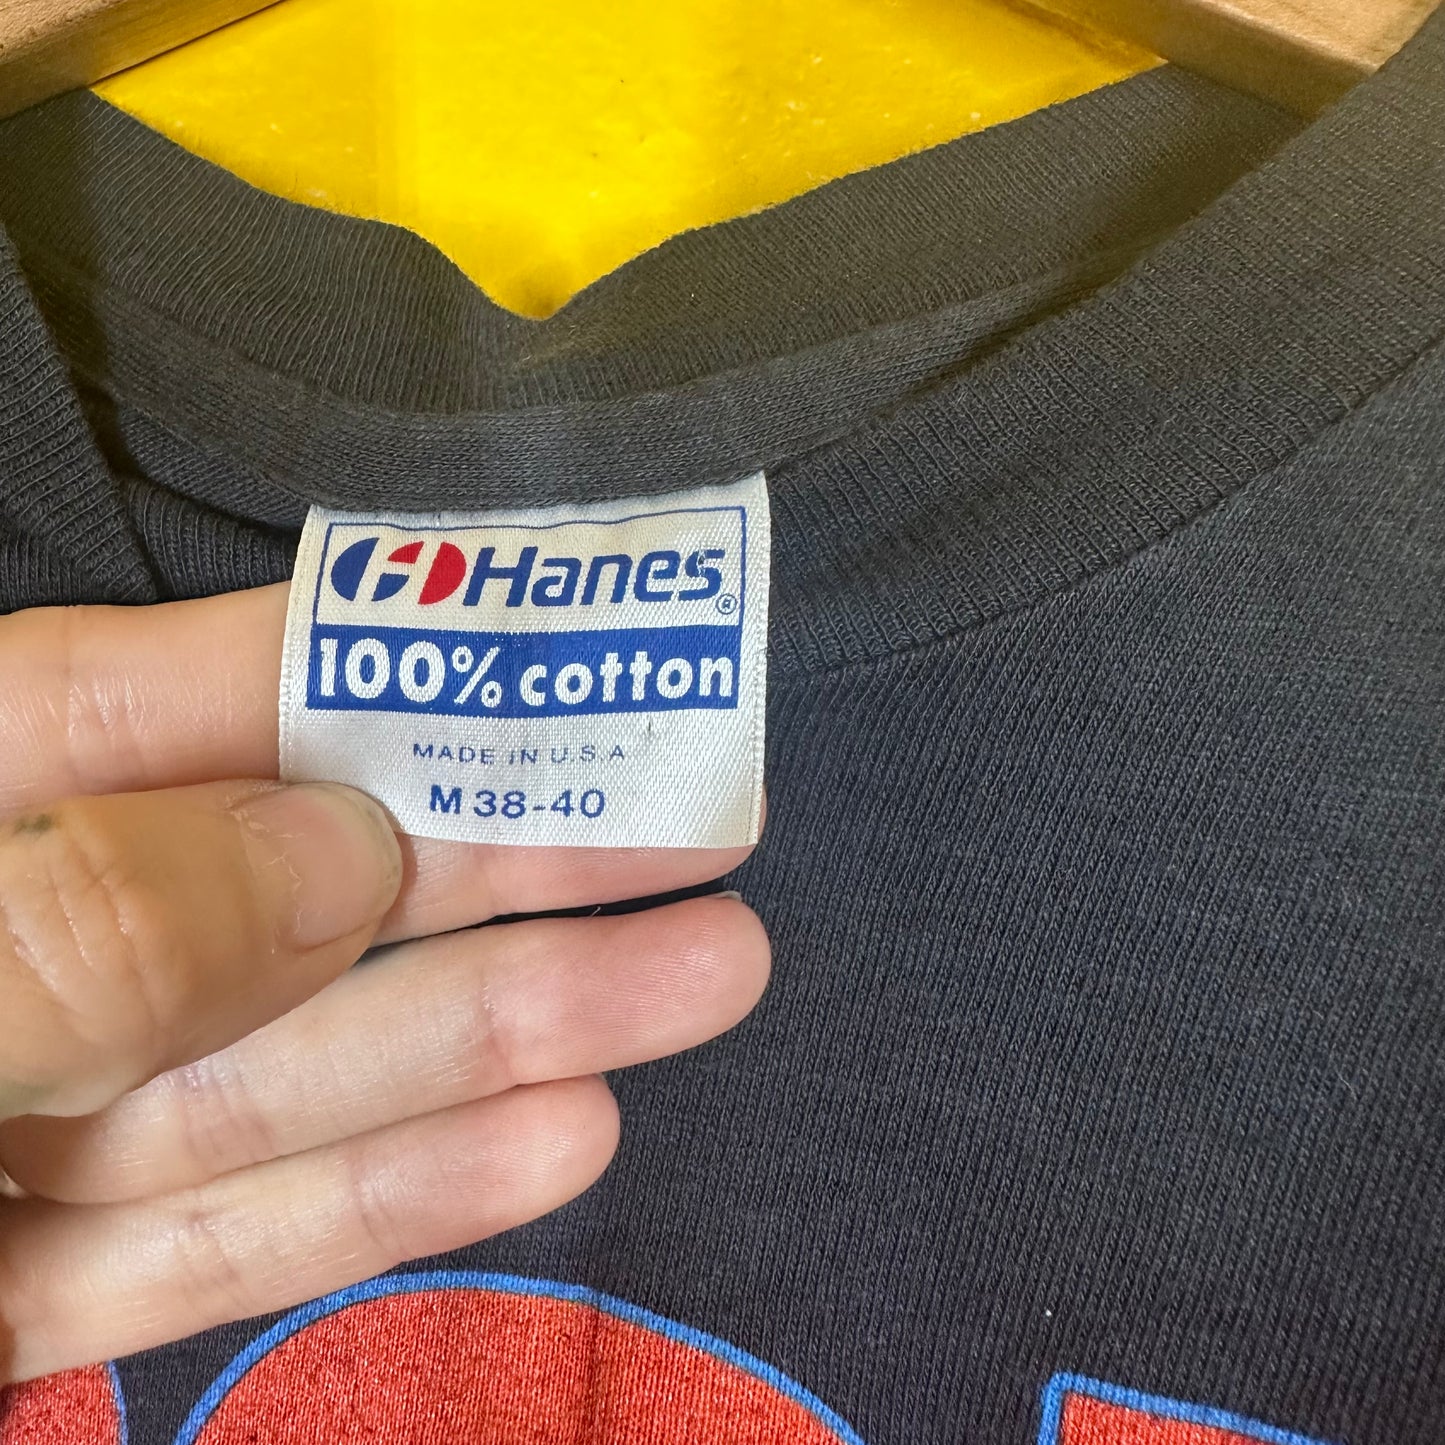 Hanes®
100% cotton
MADE IN U.S.A
M 38-40